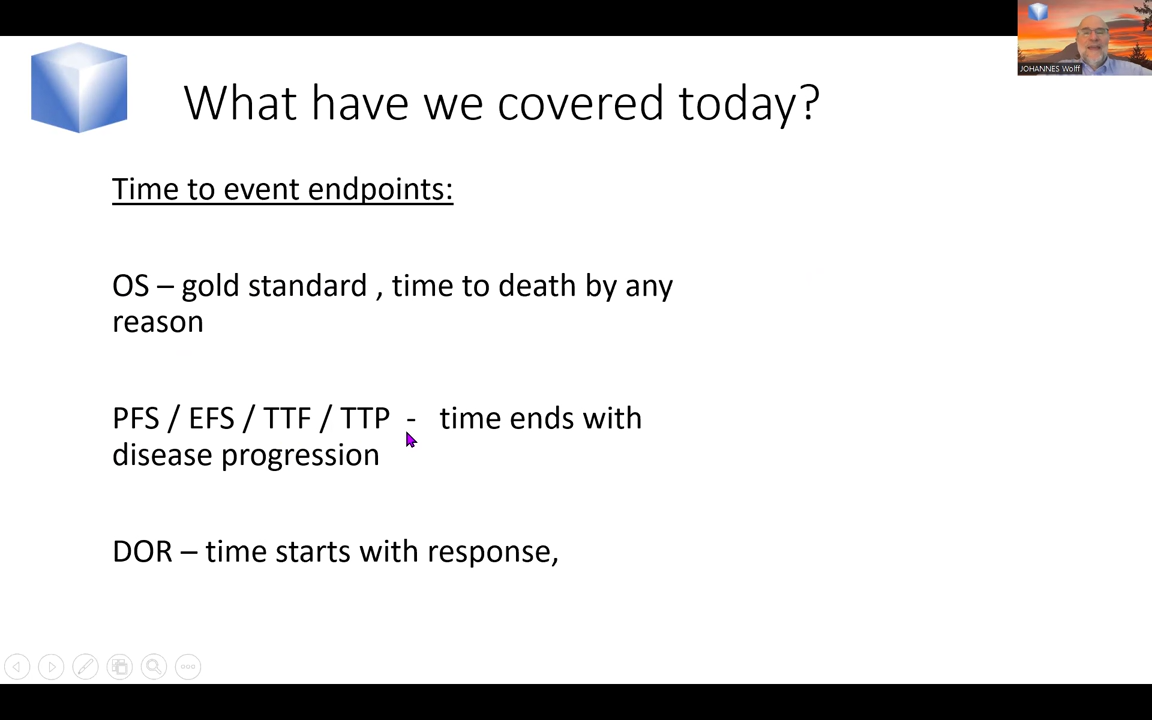 JOHANNES Wolff
What have we covered today?
Time to event endpoints:
OS – gold standard , time to death by any
reason
PFS / EFS / TTF / TTP - time ends with
disease progression
DOR – time starts with response,